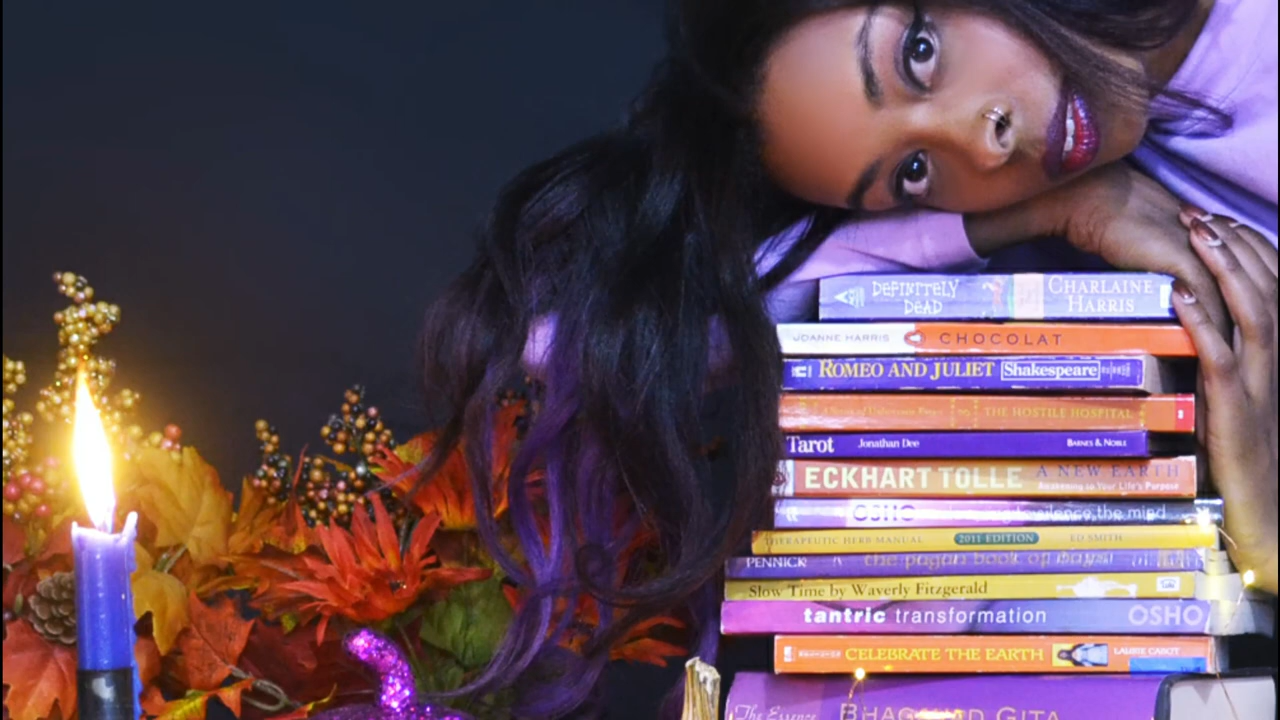 DEFINITELY DEAD CHARLAINE HARRIS
JOANNE HARRIS CHOCOLAT
ROMEO AND JULIET Shakespeare
THE HOSTILE HOSPITAL
Tarot Jonathan Dee BARNES & NOBLE
ECKHART TOLLE A NEW EARTH
Awakening to Your Life's Purpose
OSHO silence the mind
THERAPEUTIC HERB MANUAL 2011 EDITION ED SMITH
PENNICK the pagan book of days
Slow Time by Waverly Fitzgerald
tantric transformation OSHO
CELEBRATE THE EARTH LAURIE CABOT
The Essence BHAGAVAD GITA